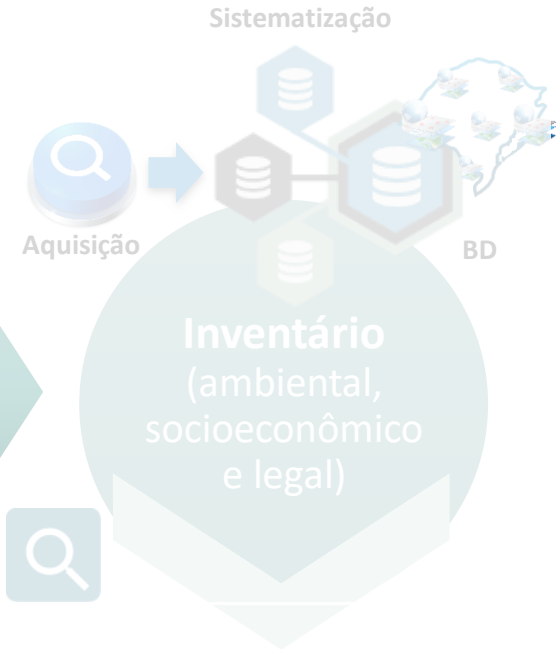 Sistematização
Aquisição
BD
Inventário
(ambiental,
socioeconômico
e legal)